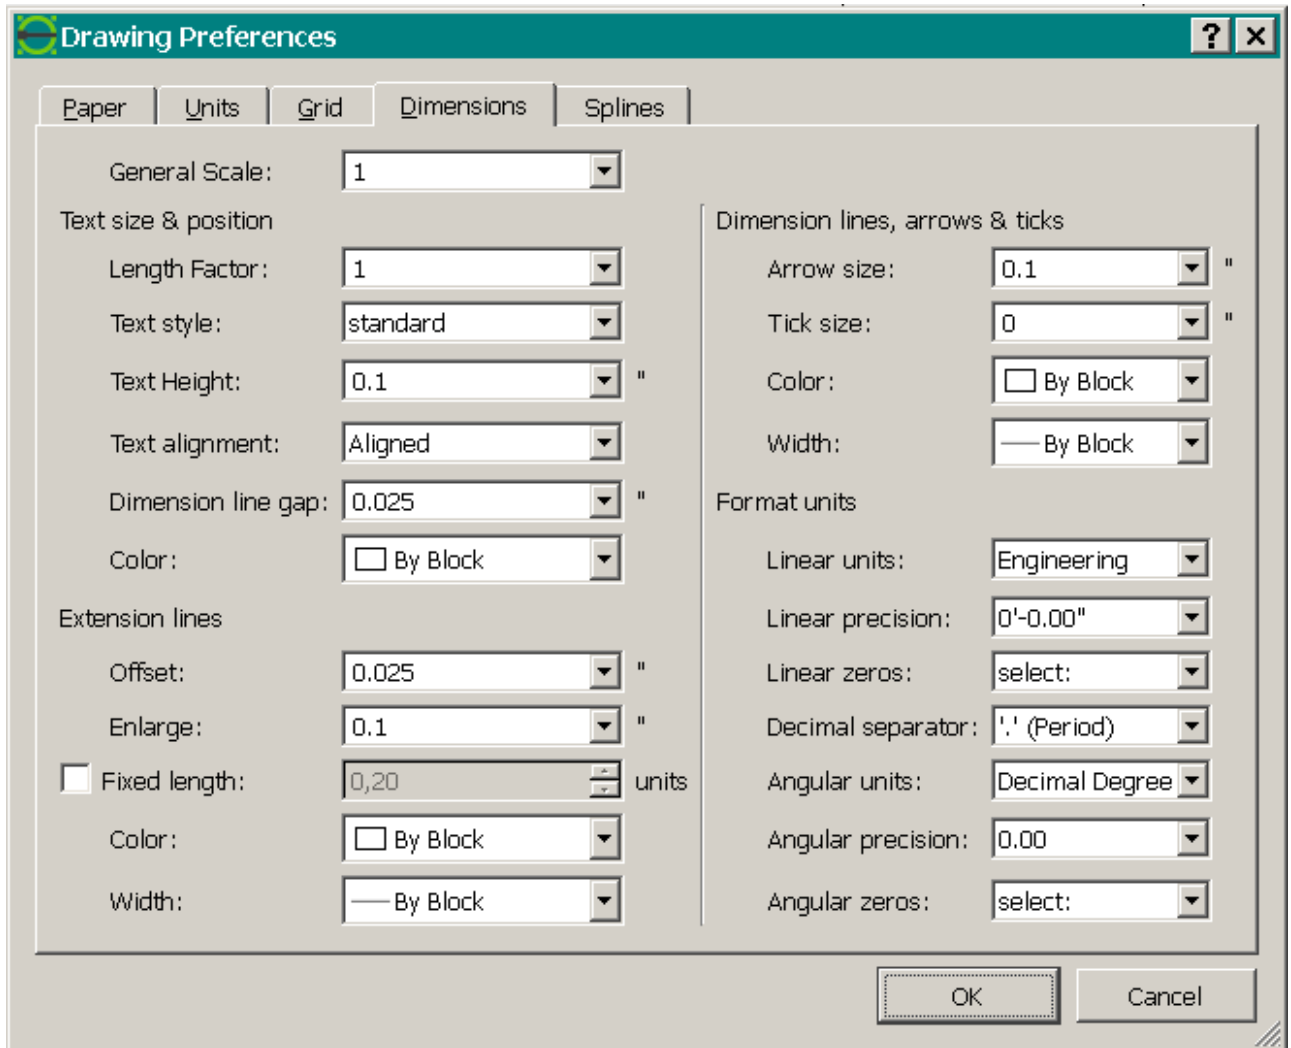 Drawing Preferences
Paper Units Grid Dimensions Splines
General Scale: 1
Text size & position
Length Factor: 1
Text style: standard
Text Height: 0.1 "
Text alignment: Aligned
Dimension line gap: 0.025 "
Color: By Block
Extension lines
Offset: 0.025 "
Enlarge: 0.1 "
Fixed length: 0,20 units
Color: By Block
Width: By Block
Dimension lines, arrows & ticks
Arrow size: 0.1 "
Tick size: 0 "
Color: By Block
Width: By Block
Format units
Linear units: Engineering
Linear precision: 0'-0.00"
Linear zeros: select:
Decimal separator: '.' (Period)
Angular units: Decimal Degree
Angular precision: 0.00
Angular zeros: select:
OK Cancel